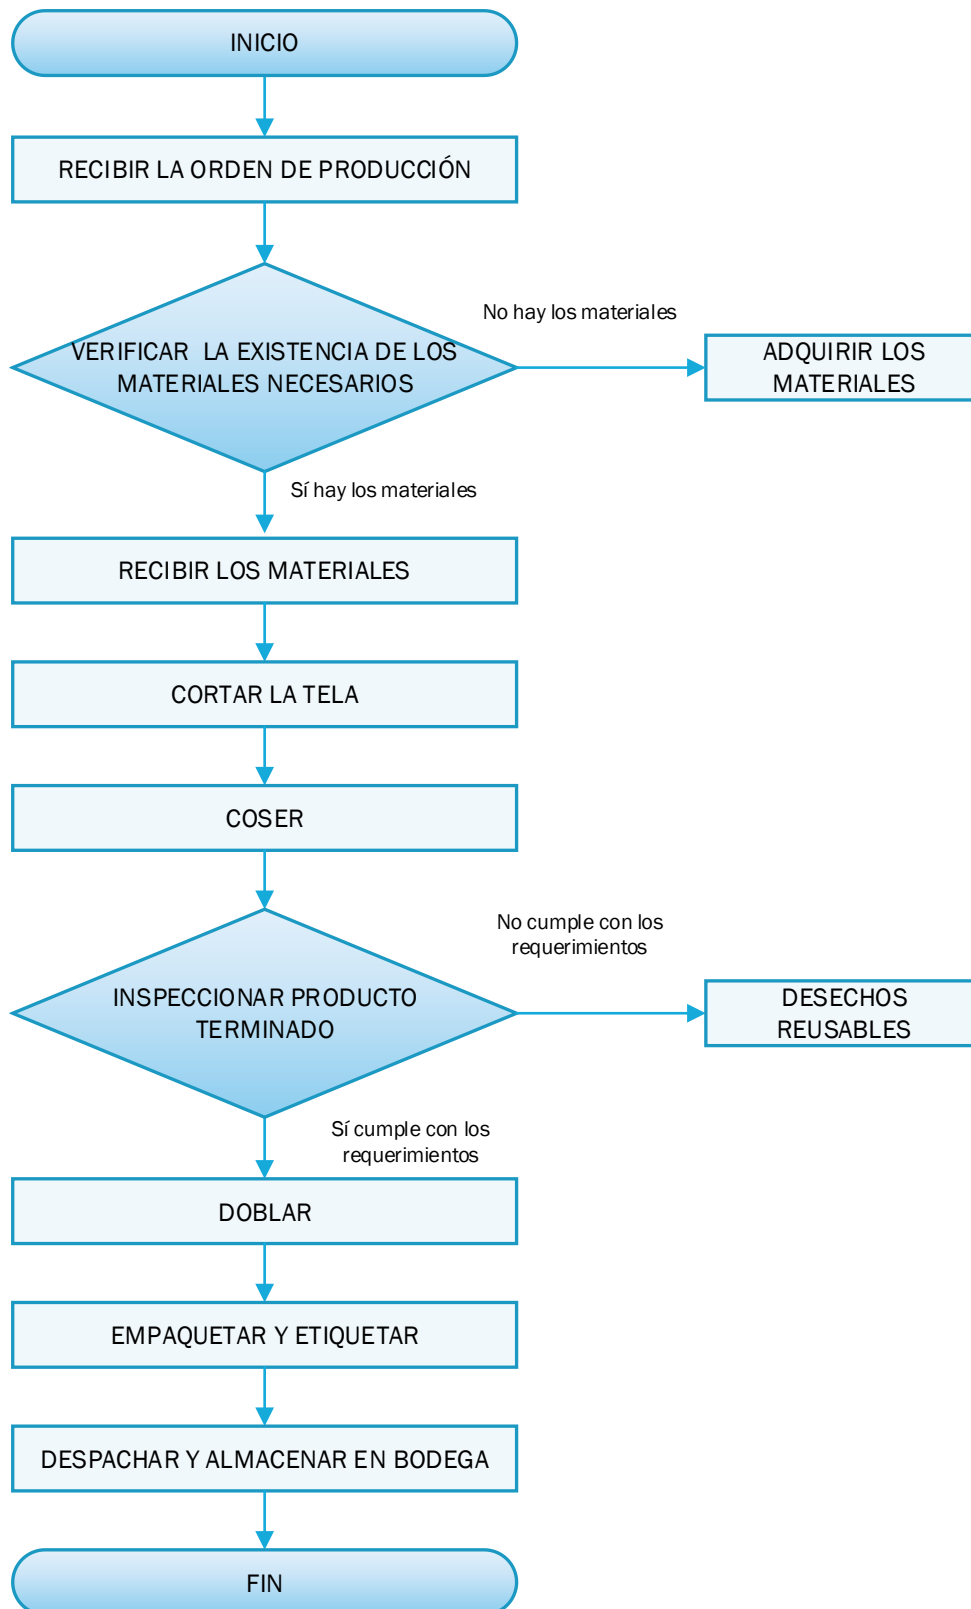 INICIO
RECIBIR LA ORDEN DE PRODUCCIÓN
No hay los materiales
VERIFICAR  LA EXISTENCIA DE LOS
MATERIALES NECESARIOS
ADQUIRIR LOS
MATERIALES
Sí hay los materiales
RECIBIR LOS MATERIALES
CORTAR LA TELA
COSER
No cumple con los
requerimientos
INSPECCIONAR PRODUCTO
TERMINADO
DESECHOS
REUSABLES
Sí cumple con los
requerimientos
DOBLAR
EMPAQUETAR Y ETIQUETAR
DESPACHAR Y ALMACENAR EN BODEGA
FIN